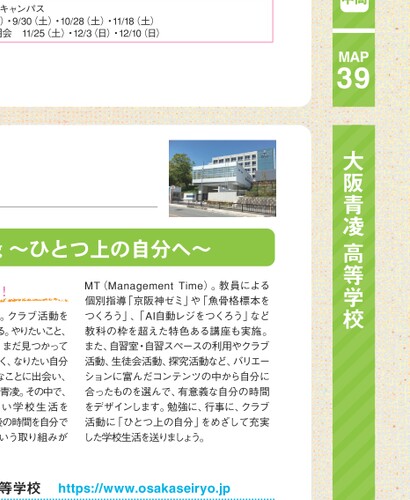 キャンパス
)・9/30（土）・10/28（土）・11/18（土）
会 11/25（土）・12/3（日）・12/10（日）
MAP
39
大阪青凌 高等学校
〜ひとつ上の自分へ〜
!
。クラブ活動を
る。やりたいこと、
まだ見つかって
く、なりたい自分
なことに出会い、
青凌。その中で、
い学校生活を
後の時間を自分で
いう取り組みが
MT（Management Time）。教員による
個別指導「京阪神ゼミ」や「魚骨格標本を
つくろう」、「AI自動レジをつくろう」など
教科の枠を超えた特色ある講座も実施。
また、自習室・自習スペースの利用やクラブ
活動、生徒会活動、探究活動など、バリエー
ションに富んだコンテンツの中から自分に
合ったものを選んで、有意義な自分の時間
をデザインします。勉強に、行事に、クラブ
活動に「ひとつ上の自分」をめざして充実
した学校生活を送りましょう。
等学校 https://www.osakaseiryo.jp